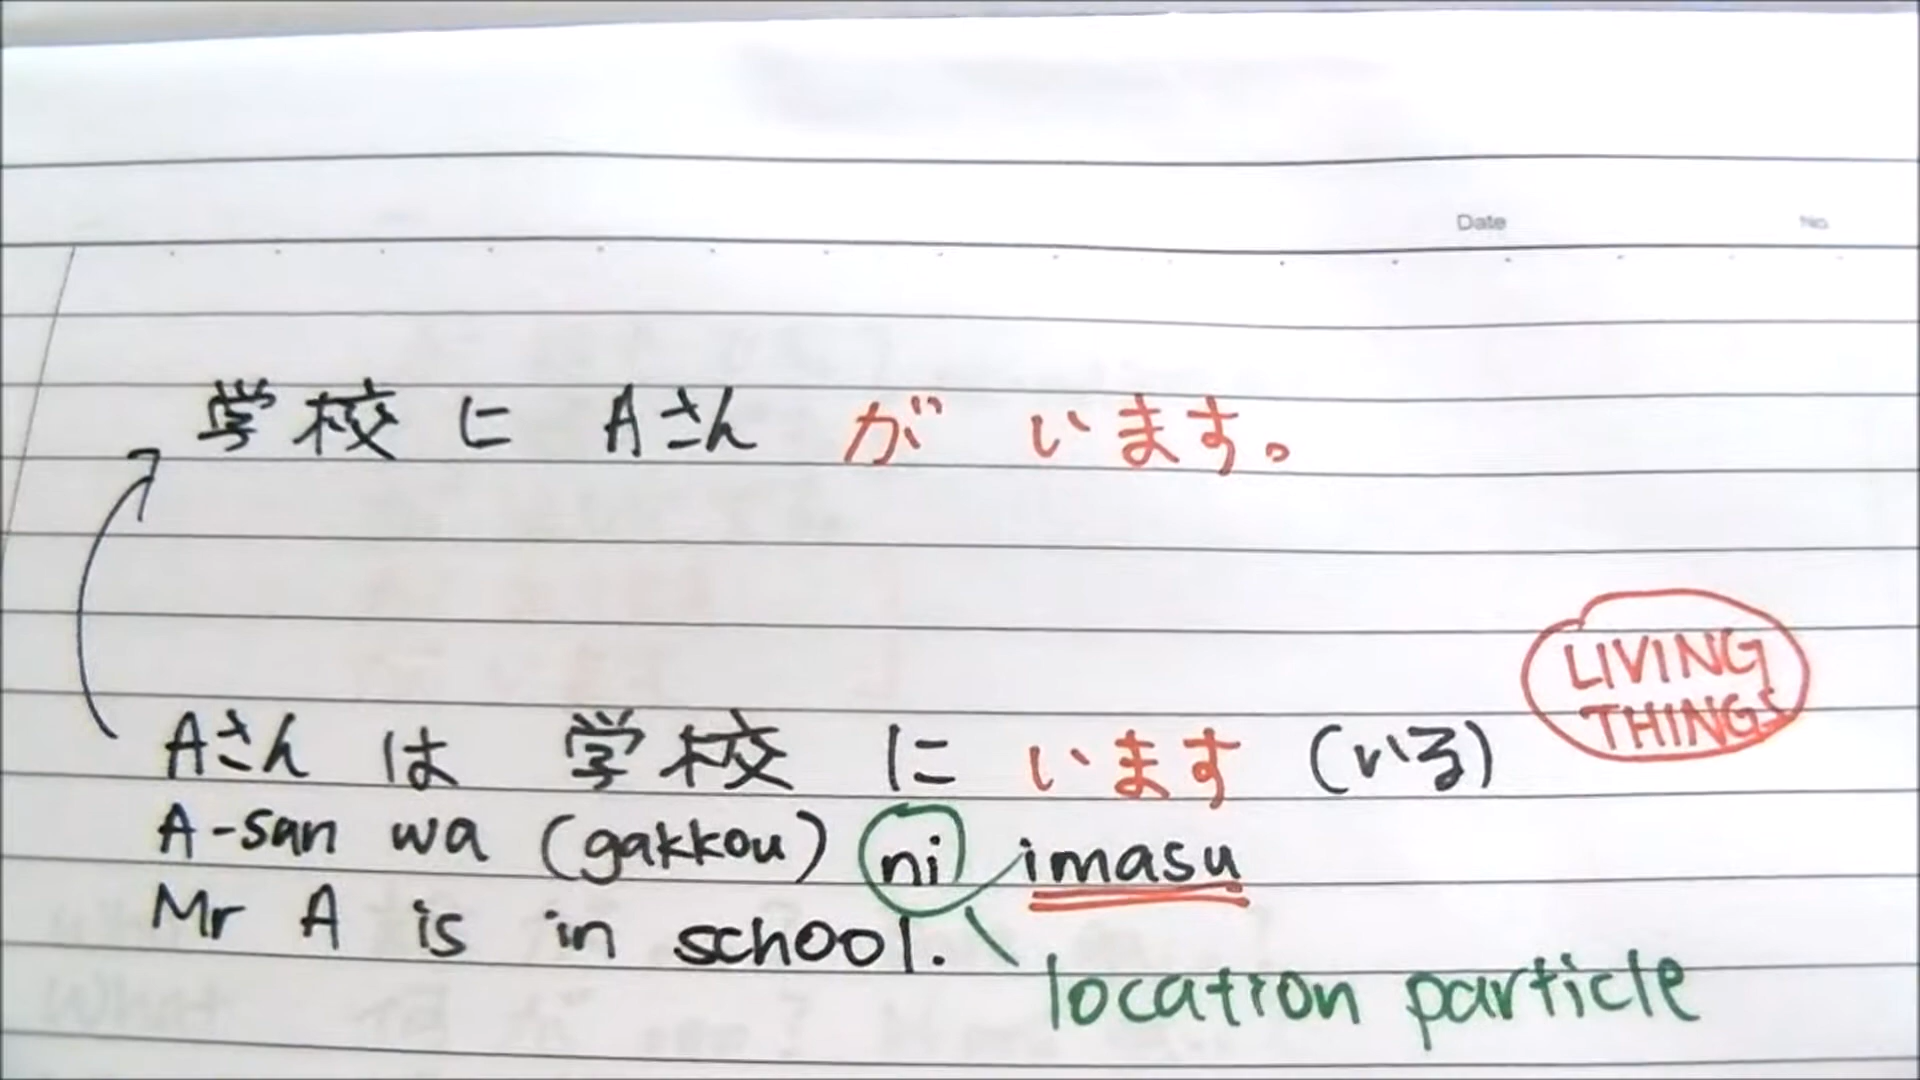 Date No.
学校に Aさん が います。
LIVING
THINGS
Aさん は 学校 に います (いる)
A-san wa (gakkou) ni imasu
Mr A is in school.
location particle